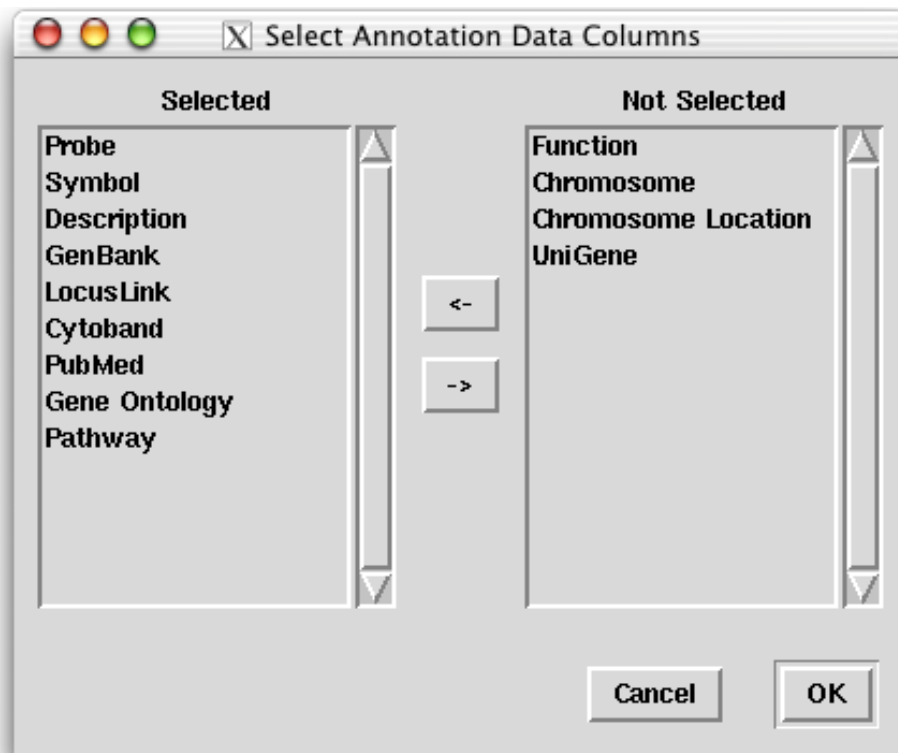 X Select Annotation Data Columns
Selected
Not Selected
Probe
Symbol
Description
GenBank
LocusLink
Cytoband
PubMed
Gene Ontology
Pathway
Function
Chromosome
Chromosome Location
UniGene
<-
->
Cancel
OK